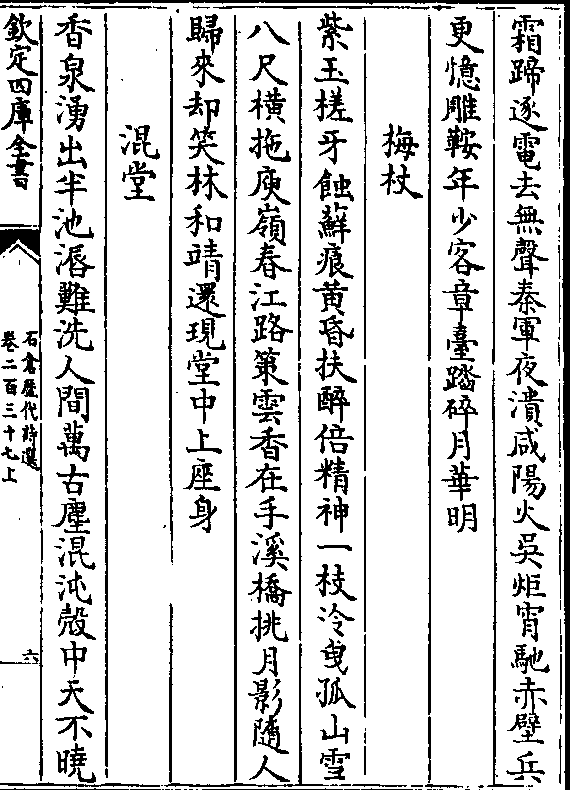 霜蹄逐電去無聲秦軍夜潰咸陽火吳炬宵馳赤壁兵
更憶雕鞍年少客章臺踏碎月華明
梅杖
紫玉槎牙蝕蘚痕黄昏扶醉倍精神一枝冷曳孤山雪
八尺横拖庾嶺春江路策雲香在手溪橋挑月影隨人
歸來却笑林和靖還現堂中上座身
混堂
香泉湧出半池溽難洗人間萬古塵混沌殼中天不曉
欽定四庫全書
石倉歷代詩選
卷二百三十七上
六